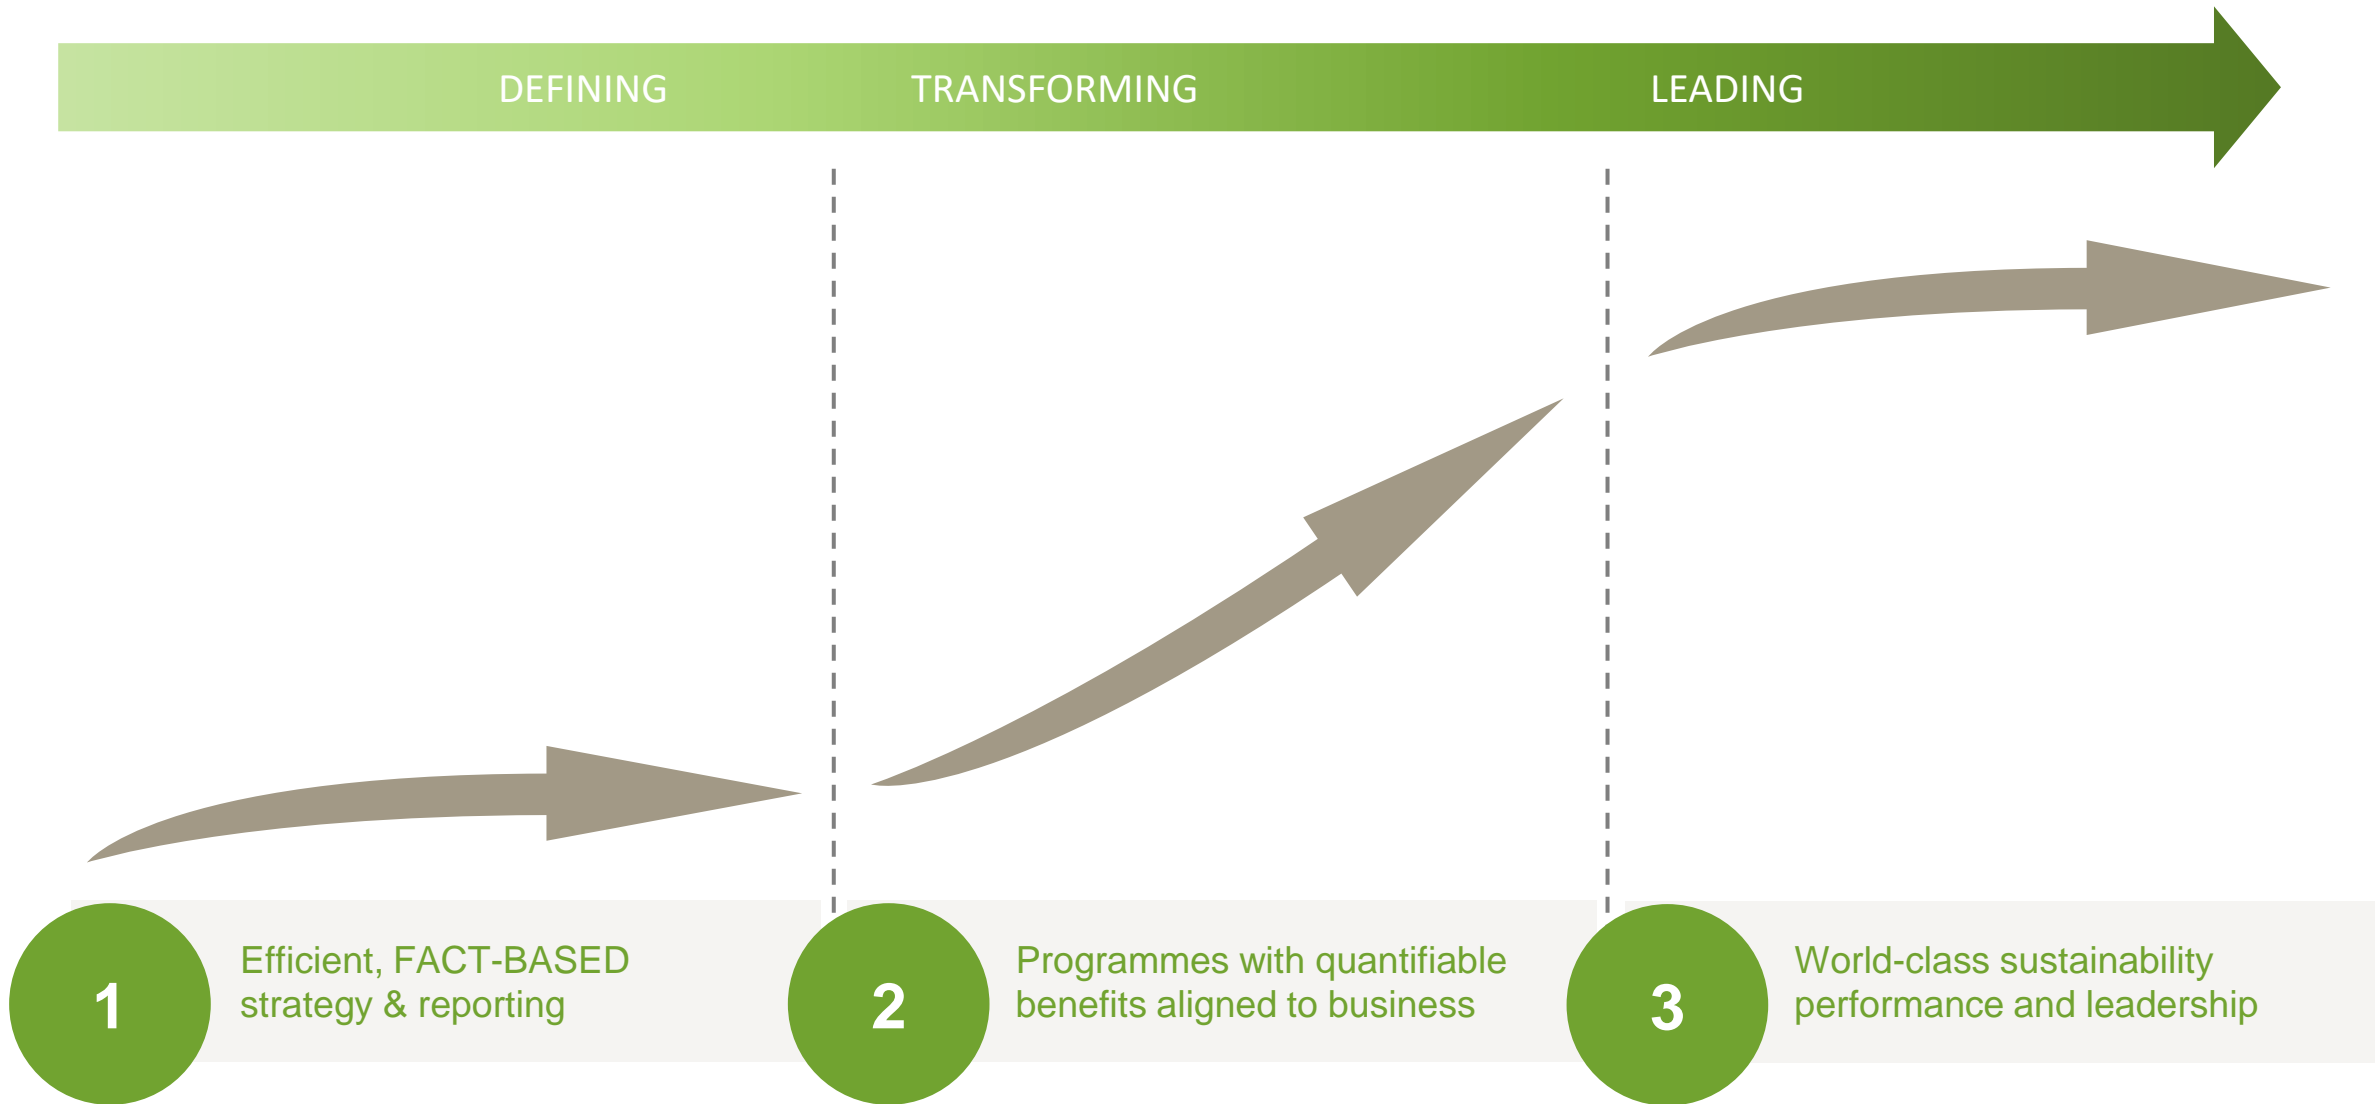 DEFINING
TRANSFORMING
LEADING
1
Efficient, FACT-BASED
strategy & reporting
2
Programmes with quantifiable
benefits aligned to business
3
World-class sustainability
performance and leadership